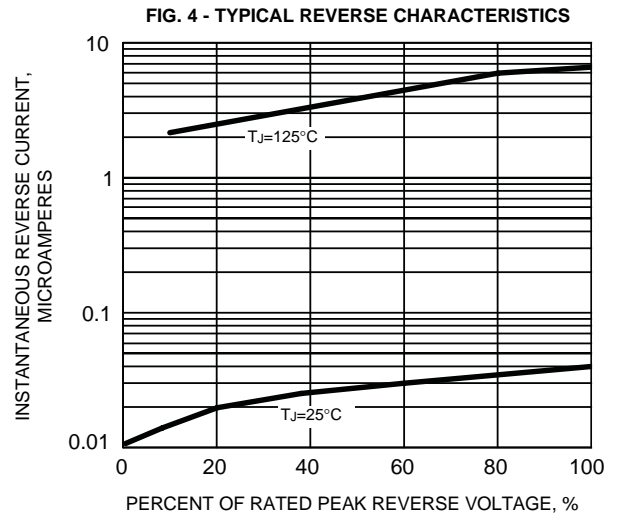 FIG. 4 - TYPICAL REVERSE CHARACTERISTICS
INSTANTANEOUS REVERSE CURRENT,
MICROAMPERES
10
1
0.1
0.01
TJ=125°C
TJ=25°C
0
20
40
60
80
100
PERCENT OF RATED PEAK REVERSE VOLTAGE, %